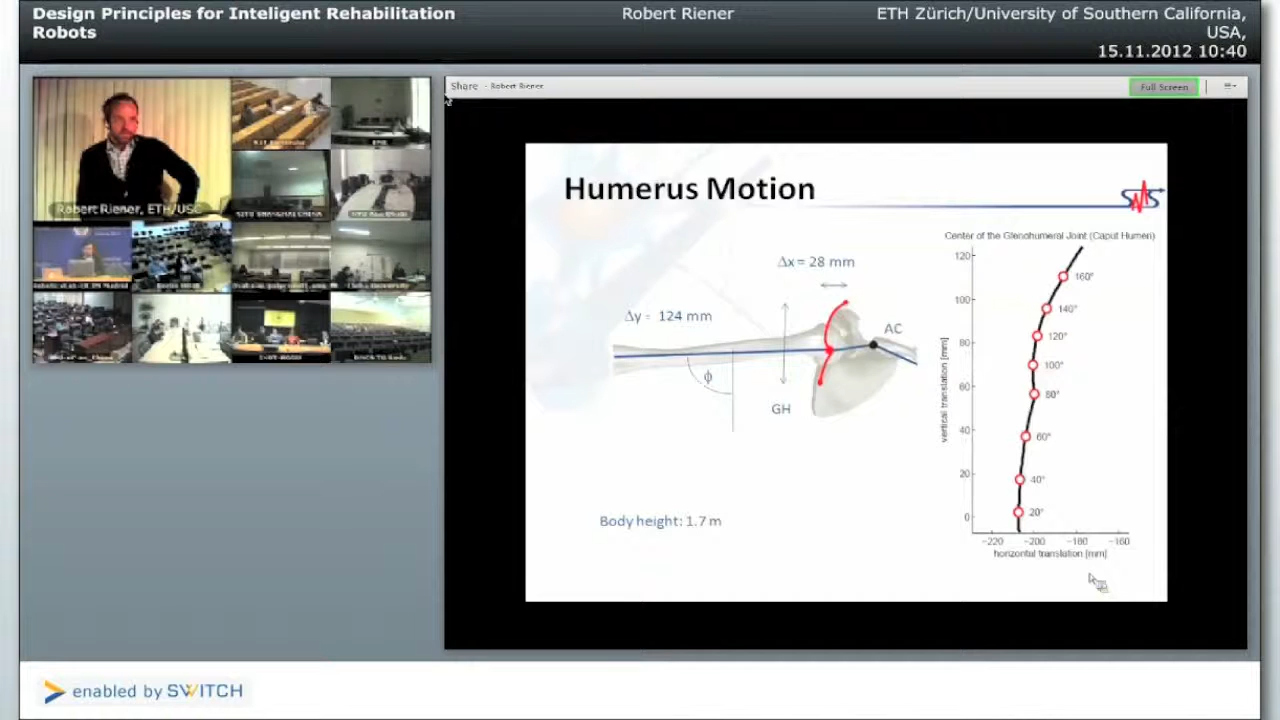 Design Principles for Inteligent Rehabilitation
Robots
Robert Riener
ETH Zürich/University of Southern California,
USA,
15.11.2012 10:40
Share - Robert Riener
Full Screen
Robert Riener, ETH/USC
Humerus Motion
Δx = 28 mm
Δy = 124 mm
AC
ϕ
GH
Body height: 1.7 m
Center of the Glenohumeral Joint (Caput Humeri)
120
100
80
60
40
20
0
vertical translation [mm]
160°
140°
120°
100°
80°
60°
40°
20°
-220 -200 -180 -160
horizontal translation [mm]
enabled by SWITCH